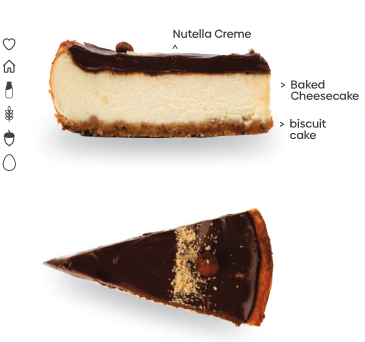 Nutella Creme
^
> Baked
Cheesecake
> biscuit
cake